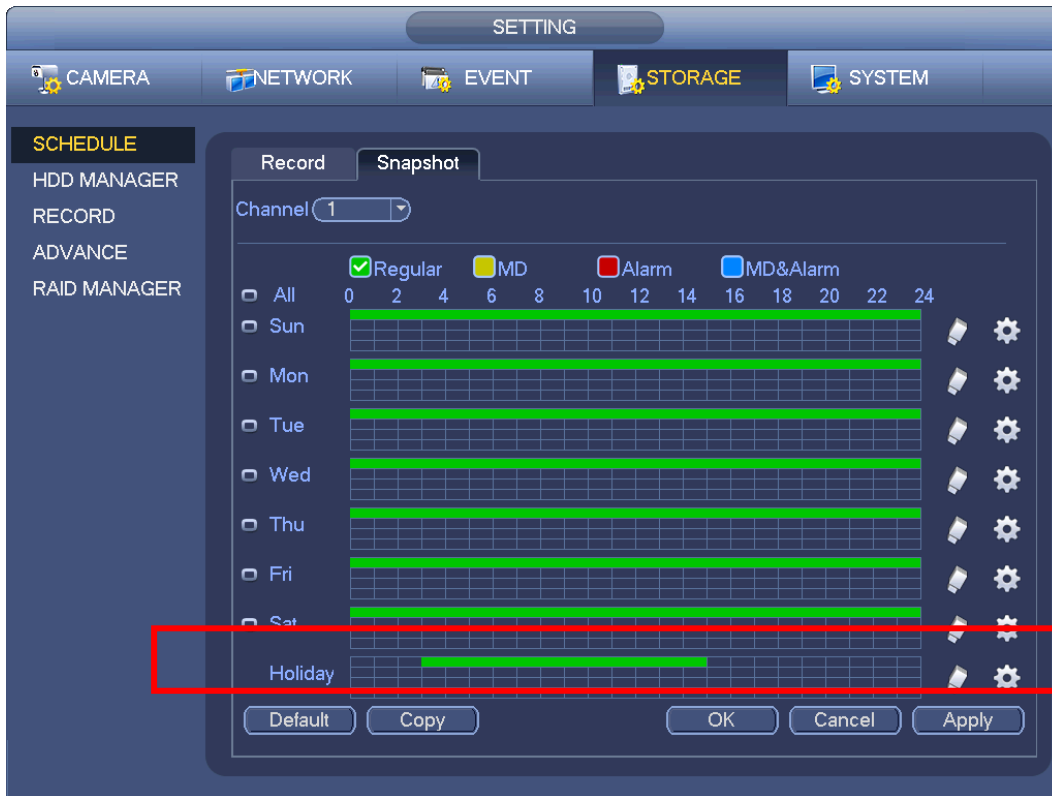 SETTING
CAMERA NETWORK EVENT STORAGE SYSTEM
SCHEDULE
HDD MANAGER
RECORD
ADVANCE
RAID MANAGER
Record Snapshot
Channel 1
Regular MD Alarm MD&Alarm
All 0 2 4 6 8 10 12 14 16 18 20 22 24
Sun
Mon
Tue
Wed
Thu
Fri
Sat
Holiday
Default Copy OK Cancel Apply